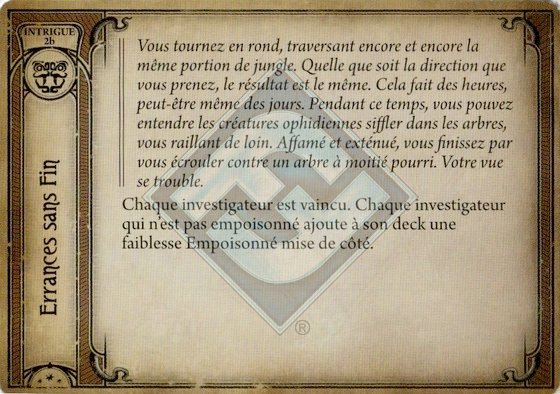 INTRIGUE
2b
Errances sans Fin
Vous tournez en rond, traversant encore et encore la
même portion de jungle. Quelle que soit la direction que
vous prenez, le résultat est le même. Cela fait des heures,
peut-être même des jours. Pendant ce temps, vous pouvez
entendre les créatures ophidiennes siffler dans les arbres,
vous raillant de loin. Affamé et exténué, vous finissez par
vous écrouler contre un arbre à moitié pourri. Votre vue
se trouble.
Chaque investigateur est vaincu. Chaque investigateur
qui n'est pas empoisonné ajoute à son deck une
faiblesse Empoisonné mise de côté.
®